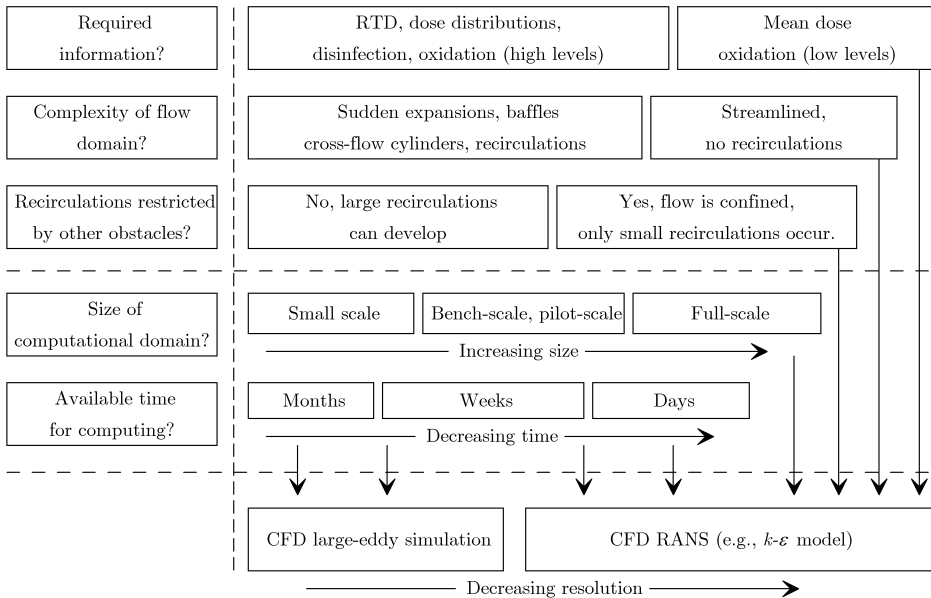 Required
information?
RTD, dose distributions,
disinfection, oxidation (high levels)
Mean dose
oxidation (low levels)
Complexity of flow
domain?
Sudden expansions, baffles
cross-flow cylinders, recirculations
Streamlined,
no recirculations
Recirculations restricted
by other obstacles?
No, large recirculations
can develop
Yes, flow is confined,
only small recirculations occur.
Size of
computational domain?
Small scale
Bench-scale, pilot-scale
Full-scale
Increasing size
Available time
for computing?
Months
Weeks
Days
Decreasing time
CFD large-eddy simulation
CFD RANS (e.g., k-ε model)
Decreasing resolution